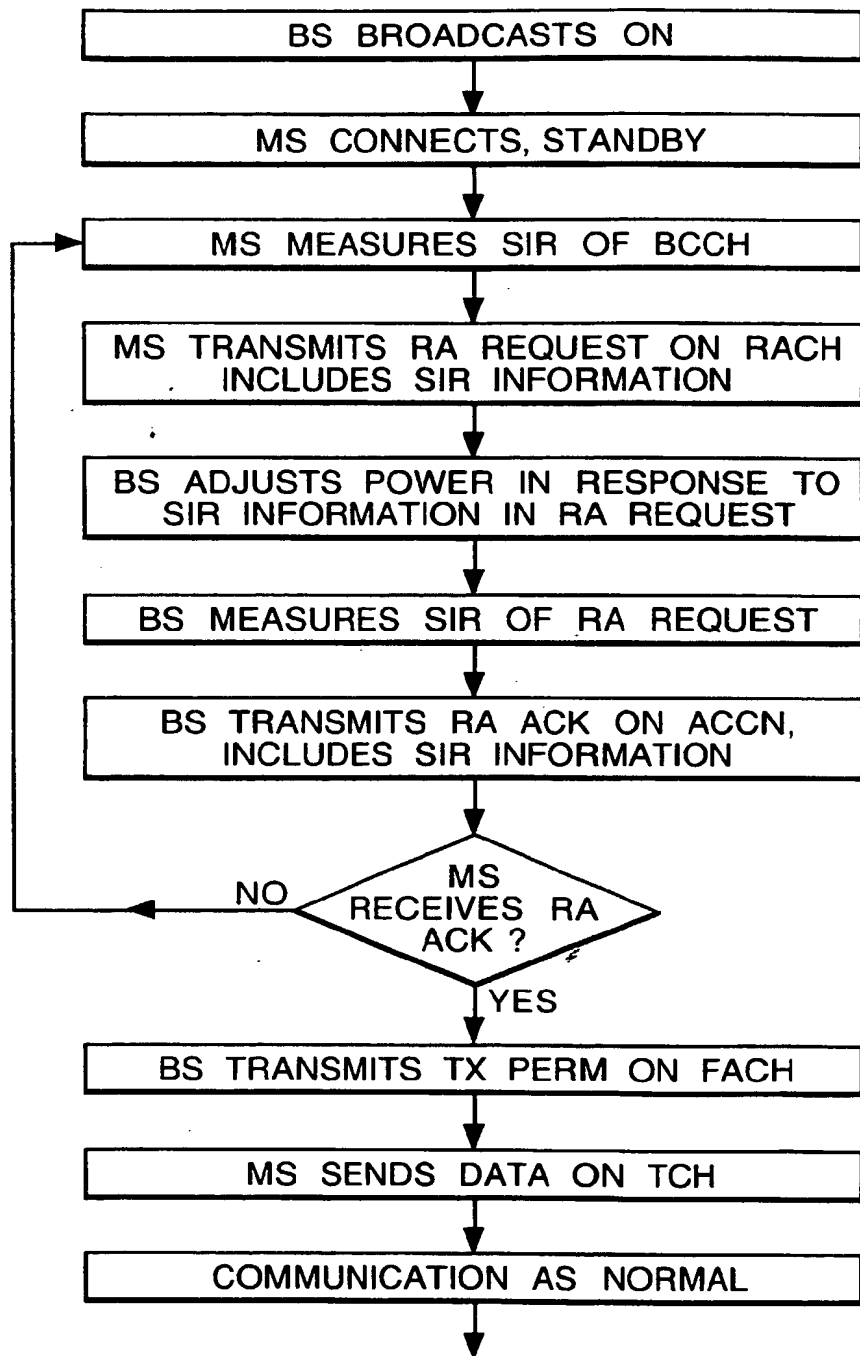 BS BROADCASTS ON
MS CONNECTS, STANDBY
MS MEASURES SIR OF BCCH
MS TRANSMITS RA REQUEST ON RACH
INCLUDES SIR INFORMATION
BS ADJUSTS POWER IN RESPONSE TO
SIR INFORMATION IN RA REQUEST
BS MEASURES SIR OF RA REQUEST
BS TRANSMITS RA ACK ON ACCN,
INCLUDES SIR INFORMATION
MS
RECEIVES RA
ACK ?
NO
YES
BS TRANSMITS TX PERM ON FACH
MS SENDS DATA ON TCH
COMMUNICATION AS NORMAL